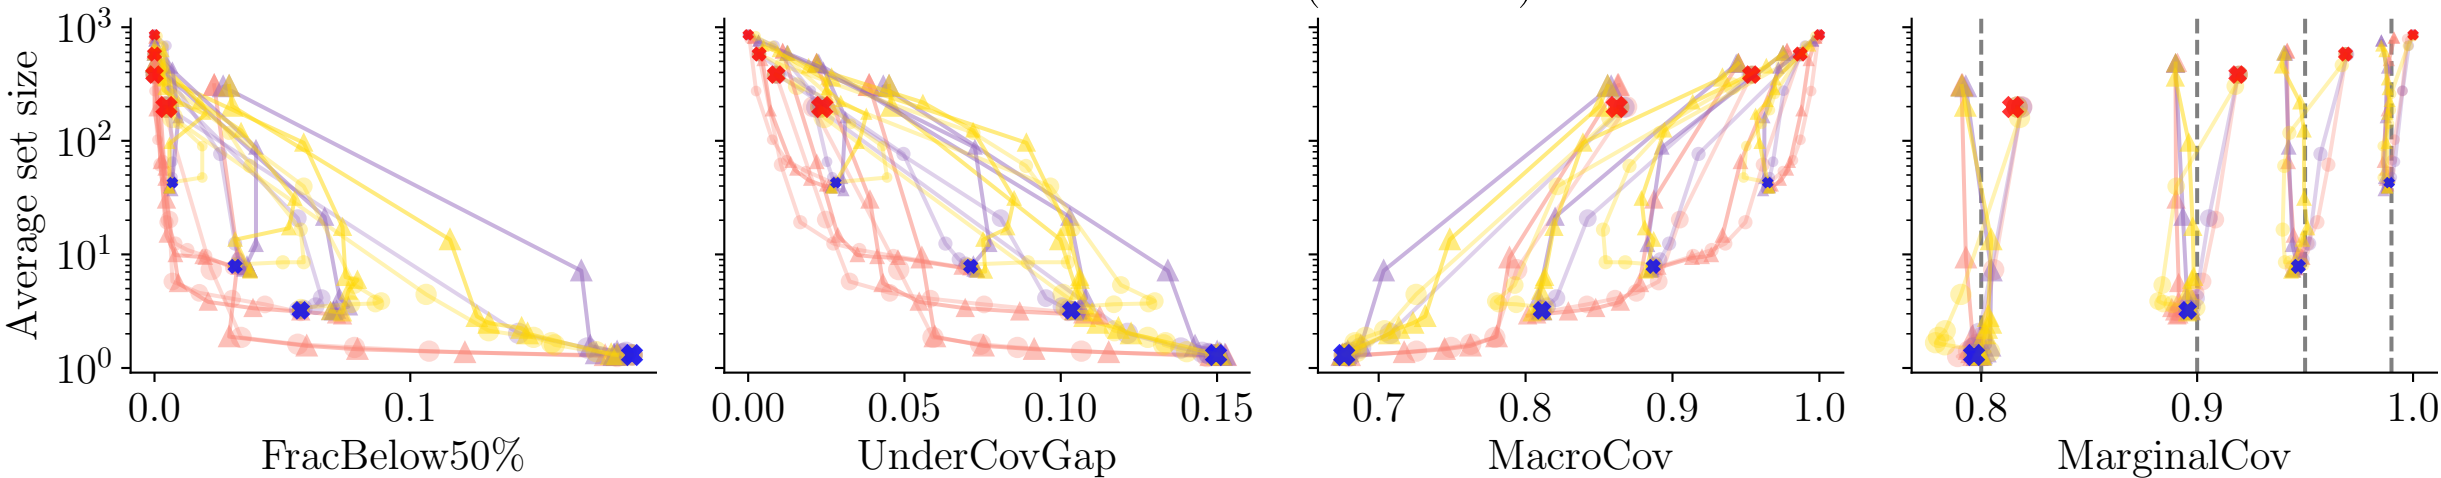 Average set size
10³
10²
10¹
10⁰
0.0 0.1
FracBelow50%
0.00 0.05 0.10 0.15
UnderCovGap
0.7 0.8 0.9 1.0
MacroCov
0.8 0.9 1.0
MarginalCov